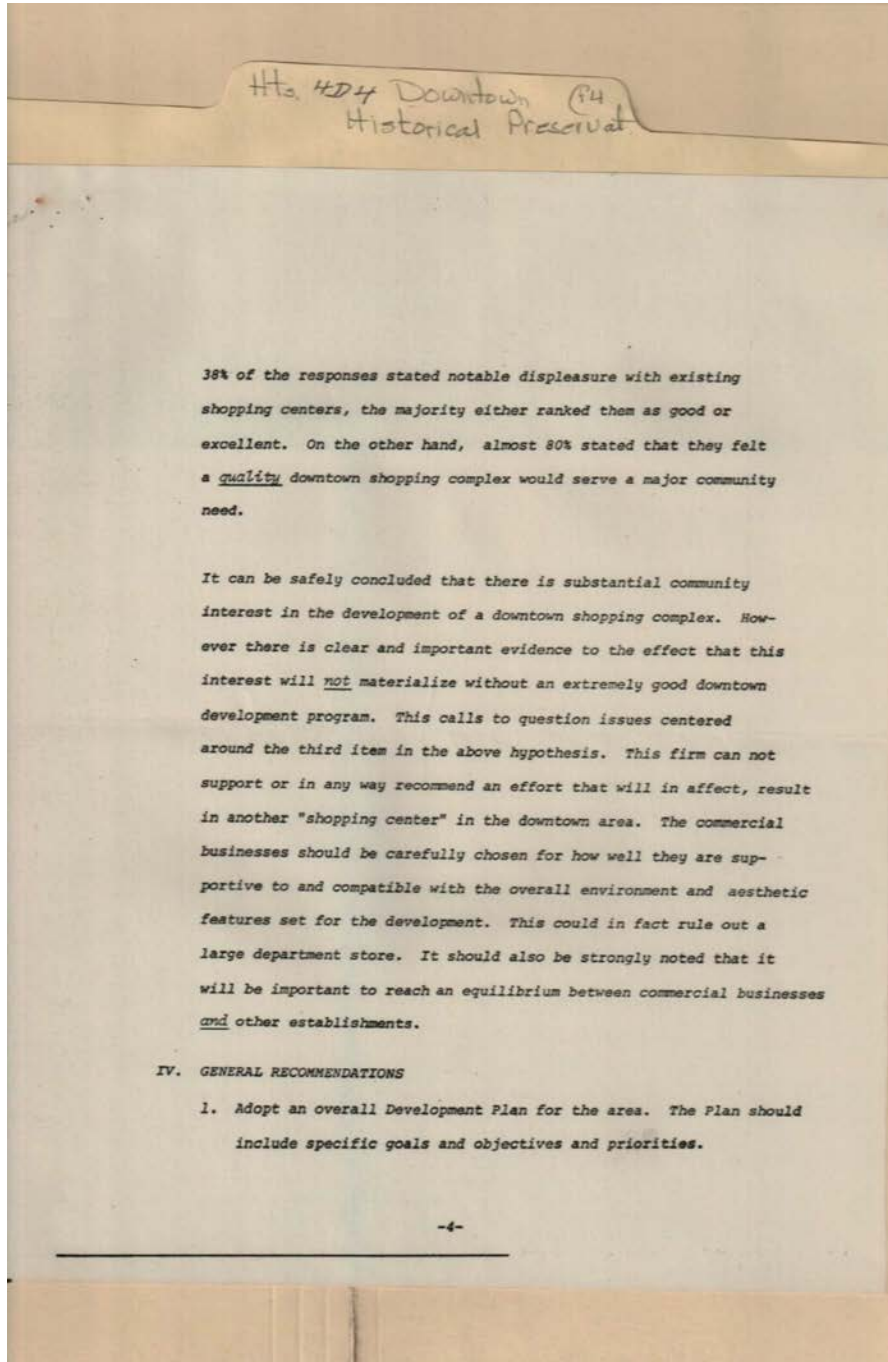 Hts. 4D4 Downtown P4
Historical Preservat.
38% of the responses stated notable displeasure with existing
shopping centers, the majority either ranked them as good or
excellent. On the other hand, almost 80% stated that they felt
a quality downtown shopping complex would serve a major community
need.
It can be safely concluded that there is substantial community
interest in the development of a downtown shopping complex. How-
ever there is clear and important evidence to the effect that this
interest will not materialize without an extremely good downtown
development program. This calls to question issues centered
around the third item in the above hypothesis. This firm can not
support or in any way recommend an effort that will in affect, result
in another "shopping center" in the downtown area. The commercial
businesses should be carefully chosen for how well they are sup-
portive to and compatible with the overall environment and aesthetic
features set for the development. This could in fact rule out a
large department store. It should also be strongly noted that it
will be important to reach an equilibrium between commercial businesses
and other establishments.
IV. GENERAL RECOMMENDATIONS
1. Adopt an overall Development Plan for the area. The Plan should
include specific goals and objectives and priorities.
-4-